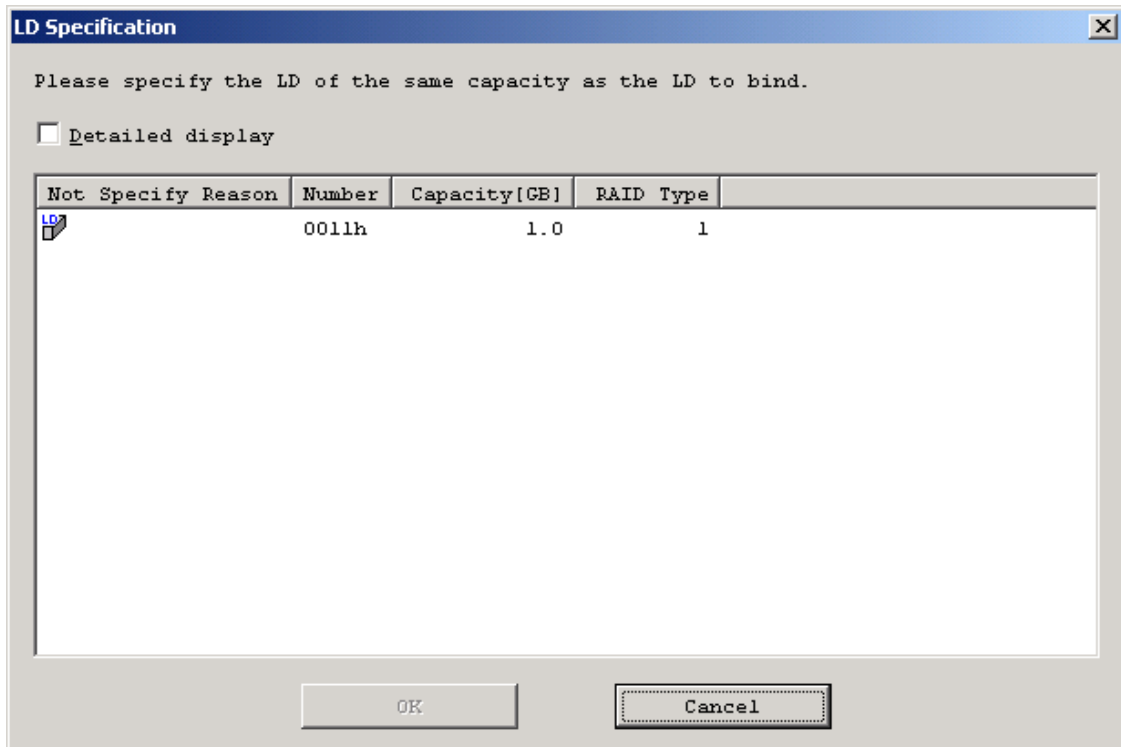 LD Specification
Please specify the LD of the same capacity as the LD to bind.
Detailed display
Not Specify Reason Number Capacity[GB] RAID Type
LD 0011h 1.0 1
OK Cancel